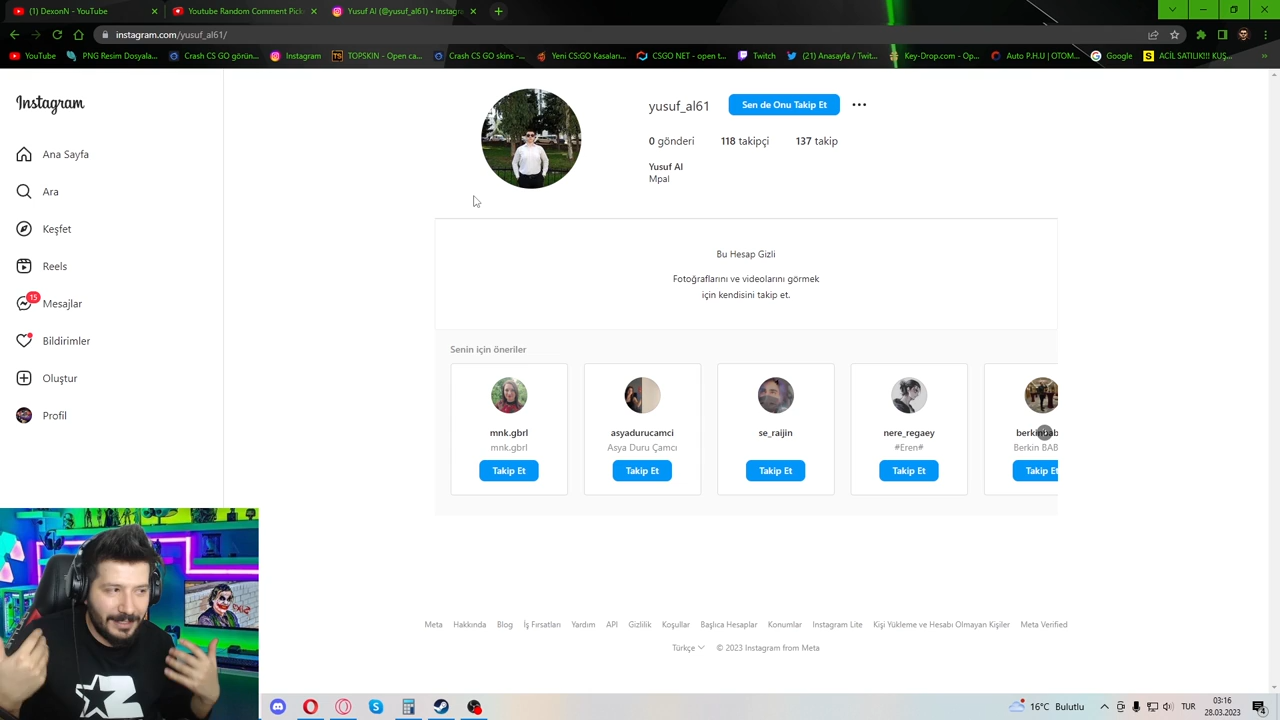 (1) DexonN - YouTube
Youtube Random Comment Pick
Yusuf Al (@yusuf_al61) • Instagra
instagram.com/yusuf_al61/
YouTube
PNG Resim Dosyala...
Crash CS GO görün...
Instagram
TOPSKIN - Open ca...
Crash CS GO skins -...
Yeni CS:GO Kasaları...
CSGO NET - open t...
Twitch
(21) Anasayfa / Twit...
Key-Drop.com - Op...
Auto P.H.U | OTOM...
Google
ACİL SATILIK!!! KUŞ...
Instagram
Ana Sayfa
Ara
Keşfet
Reels
15
Mesajlar
Bildirimler
Oluştur
Profil
yusuf_al61
Sen de Onu Takip Et
0 gönderi
118 takipçi
137 takip
Yusuf Al
Mpal
Bu Hesap Gizli
Fotoğraflarını ve videolarını görmek
için kendisini takip et.
Senin için öneriler
mnk.gbrl
mnk.gbrl
Takip Et
asyadurucamci
Asya Duru Çamcı
Takip Et
se_raijin
Takip Et
nere_regaey
#Eren#
Takip Et
Berkin BAB
Takip Et
Meta
Hakkında
Blog
İş Fırsatları
Yardım
API
Gizlilik
Koşullar
Başlıca Hesaplar
Konumlar
Instagram Lite
Kişi Yükleme ve Hesabı Olmayan Kişiler
Meta Verified
Türkçe
© 2023 Instagram from Meta
16°C Bulutlu
TUR
03:16
28.03.2023
4